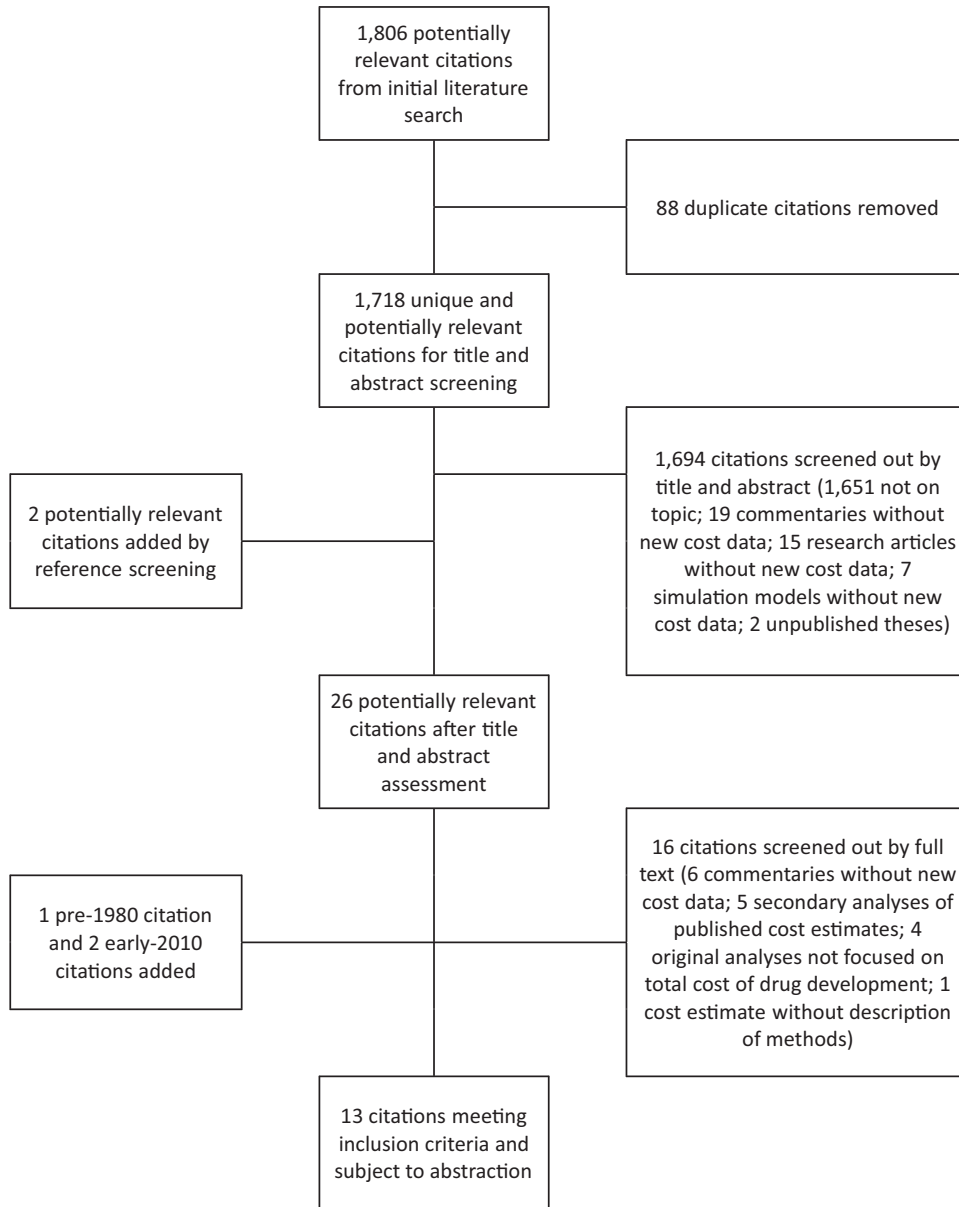 1,806 potentially
relevant citations
from initial literature
search
88 duplicate citations removed
1,718 unique and
potentially relevant
citations for title and
abstract screening
1,694 citations screened out by
title and abstract (1,651 not on
topic; 19 commentaries without
new cost data; 15 research articles
without new cost data; 7
simulation models without new
cost data; 2 unpublished theses)
2 potentially relevant
citations added by
reference screening
26 potentially relevant
citations after title
and abstract
assessment
16 citations screened out by full
text (6 commentaries without new
cost data; 5 secondary analyses of
published cost estimates; 4
original analyses not focused on
total cost of drug development; 1
cost estimate without description
of methods)
1 pre-1980 citation
and 2 early-2010
citations added
13 citations meeting
inclusion criteria and
subject to abstraction